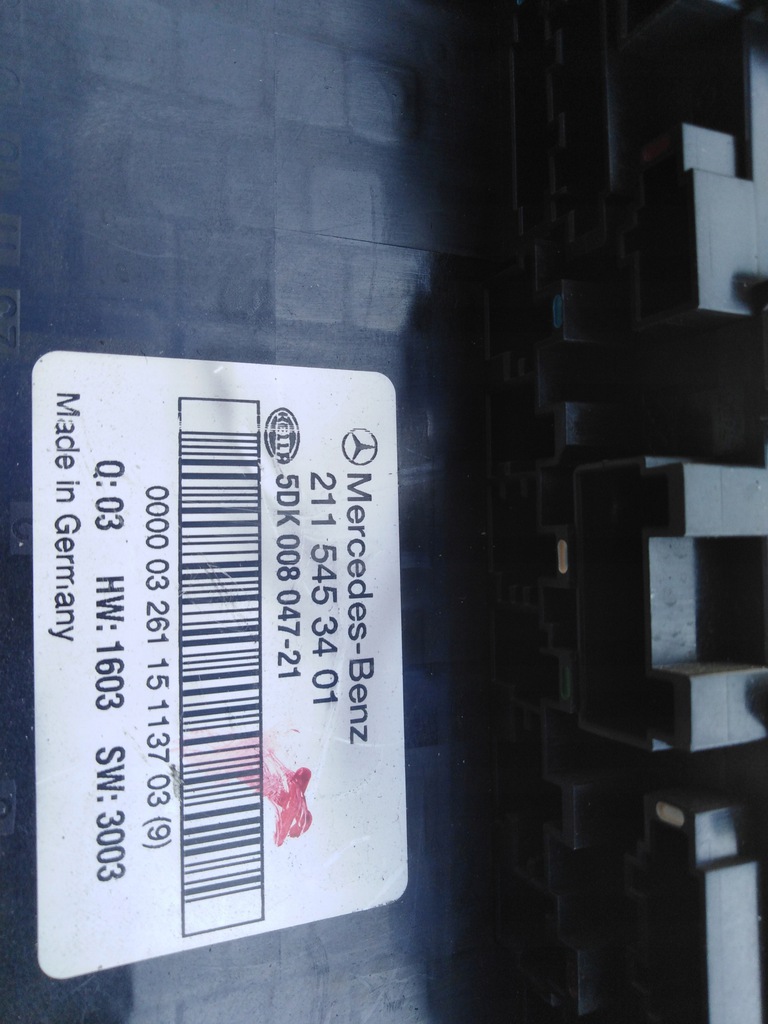 Mercedes-Benz
211 545 34 01
HELLA 5DK 008 047-21
0000 03 261 15 1137 03 (9)
Q: 03 HW: 1603 SW: 3003
Made in Germany